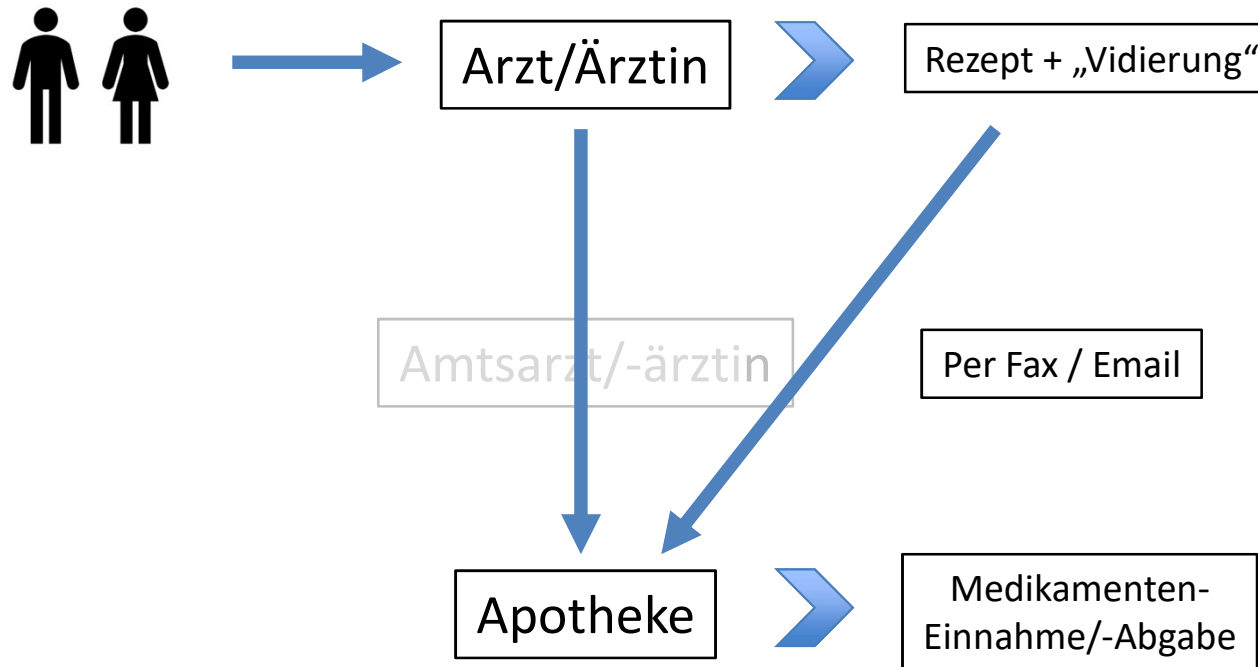 Arzt/Ärztin
Rezept + „Vidierung“
Amtsarzt/-ärztin
Per Fax / Email
Apotheke
Medikamenten-
Einnahme/-Abgabe